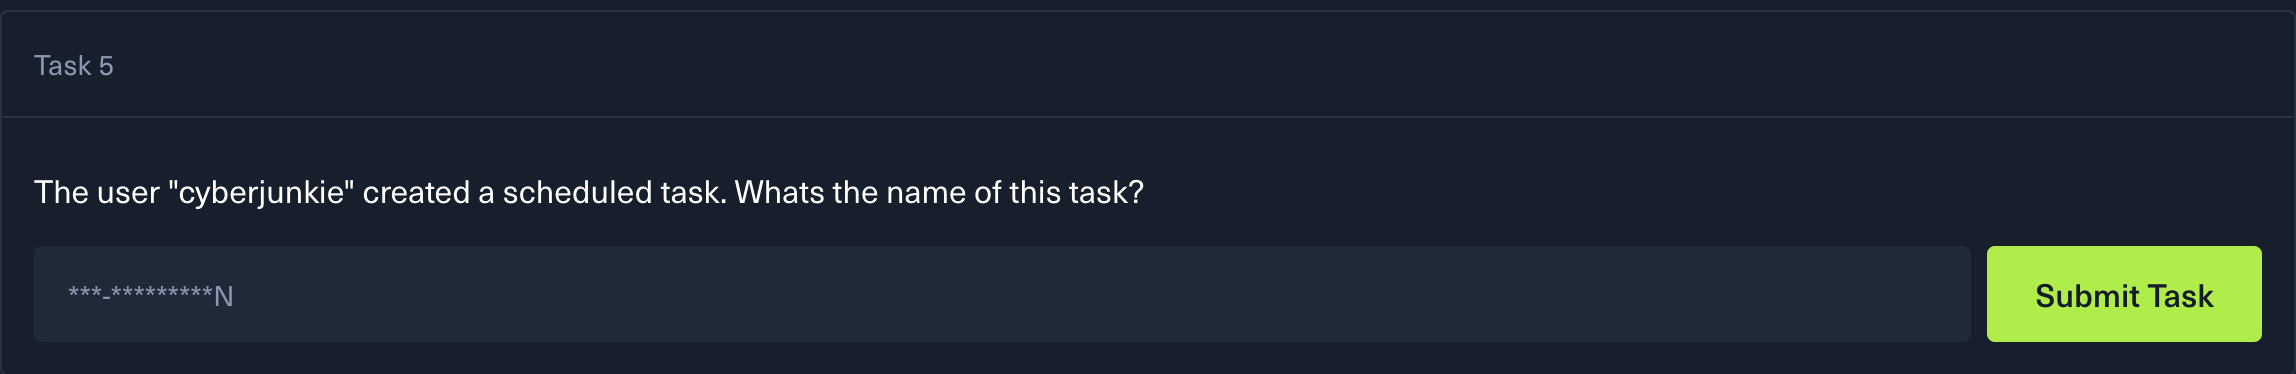 Task 5
The user "cyberjunkie" created a scheduled task. Whats the name of this task?
***-*********N
Submit Task